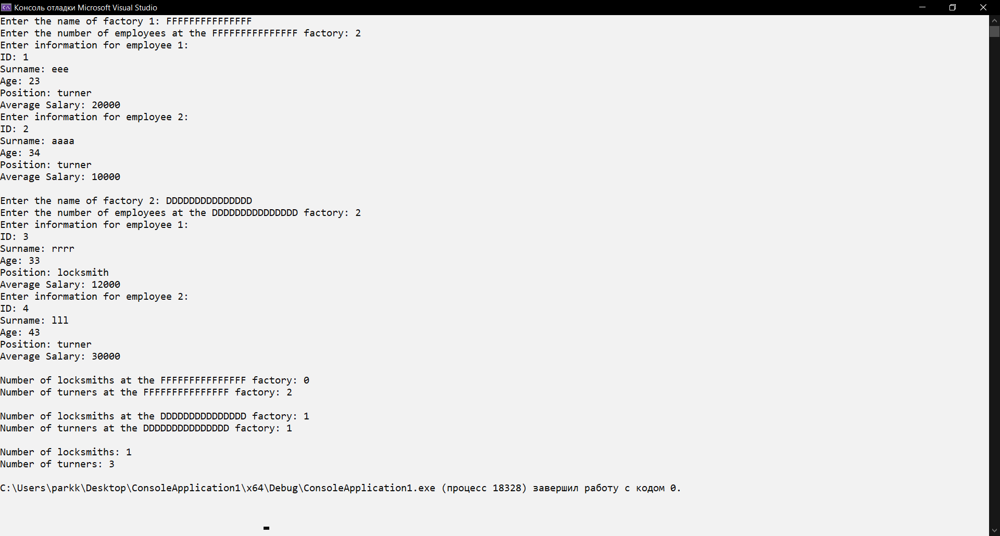 Консоль отладки Microsoft Visual Studio
Enter the name of factory 1: FFFFFFFFFFFFFFF
Enter the number of employees at the FFFFFFFFFFFFFFF factory: 2
Enter information for employee 1:
ID: 1
Surname: eee
Age: 23
Position: turner
Average Salary: 20000
Enter information for employee 2:
ID: 2
Surname: aaaa
Age: 34
Position: turner
Average Salary: 10000
Enter the name of factory 2: DDDDDDDDDDDDDDD
Enter the number of employees at the DDDDDDDDDDDDDDD factory: 2
Enter information for employee 1:
ID: 3
Surname: rrrr
Age: 33
Position: locksmith
Average Salary: 12000
Enter information for employee 2:
ID: 4
Surname: lll
Age: 43
Position: turner
Average Salary: 30000
Number of locksmiths at the FFFFFFFFFFFFFFF factory: 0
Number of turners at the FFFFFFFFFFFFFFF factory: 2
Number of locksmiths at the DDDDDDDDDDDDDDD factory: 1
Number of turners at the DDDDDDDDDDDDDDD factory: 1
Number of locksmiths: 1
Number of turners: 3
C:\Users\parkk\Desktop\ConsoleApplication1\x64\Debug\ConsoleApplication1.exe (процесс 18328) завершил работу с кодом 0.